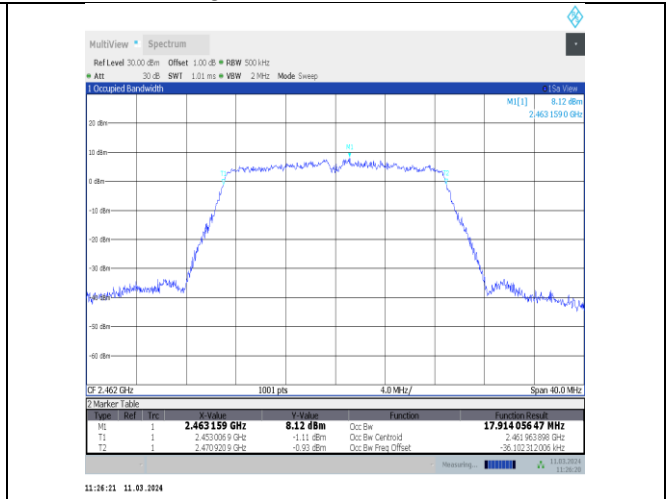 MultiView Spectrum
Ref Level 30.00 dBm Offset 1.00 dB RBW 500 kHz
Att 30 dB SWT 1.01 ms VBW 2 MHz Mode Sweep
1 Occupied Bandwidth 1Sa View
M1[1] 8.12 dBm
2.463 159 0 GHz
20 dBm
M1
10 dBm
T1 T2
0 dBm
-10 dBm
-20 dBm
-30 dBm
-40 dBm
-50 dBm
-60 dBm
CF 2.462 GHz 1001 pts 4.0 MHz/ Span 40.0 MHz
2 Marker Table
Type Ref Trc X-Value Y-Value Function Function Result
M1 1 2.463 159 GHz 8.12 dBm Occ Bw 17.914 056 47 MHz
T1 1 2.453 006 9 GHz -1.11 dBm Occ Bw Centroid 2.461 963 898 GHz
T2 1 2.470 920 9 GHz -0.93 dBm Occ Bw Freq Offset -36.102 312 006 kHz
Measuring... 11.03.2024
11:26:20
11:26:21 11.03.2024